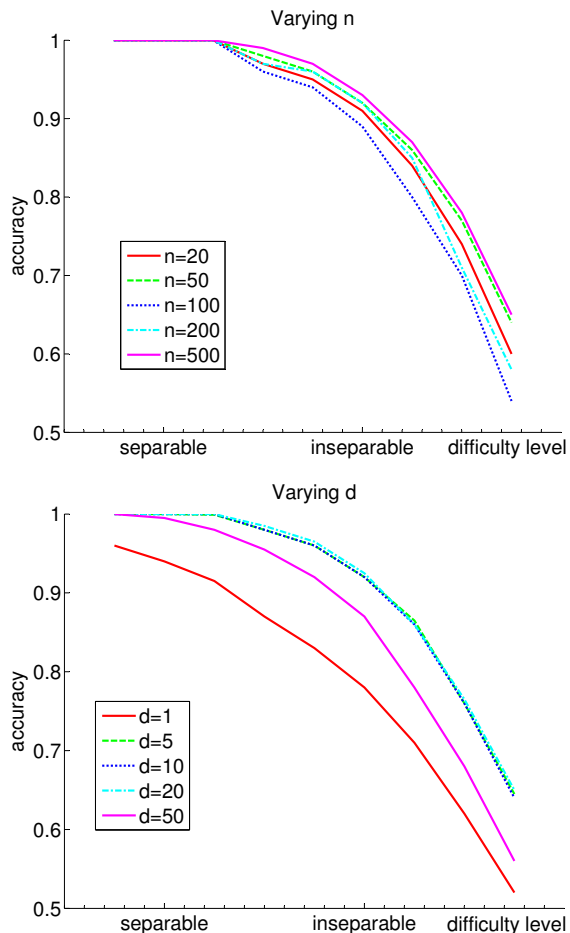 Varying n
1
0.9
0.8
0.7
0.6
0.5
accuracy
n=20
n=50
n=100
n=200
n=500
separable inseparable difficulty level
Varying d
1
0.9
0.8
0.7
0.6
0.5
accuracy
d=1
d=5
d=10
d=20
d=50
separable inseparable difficulty level